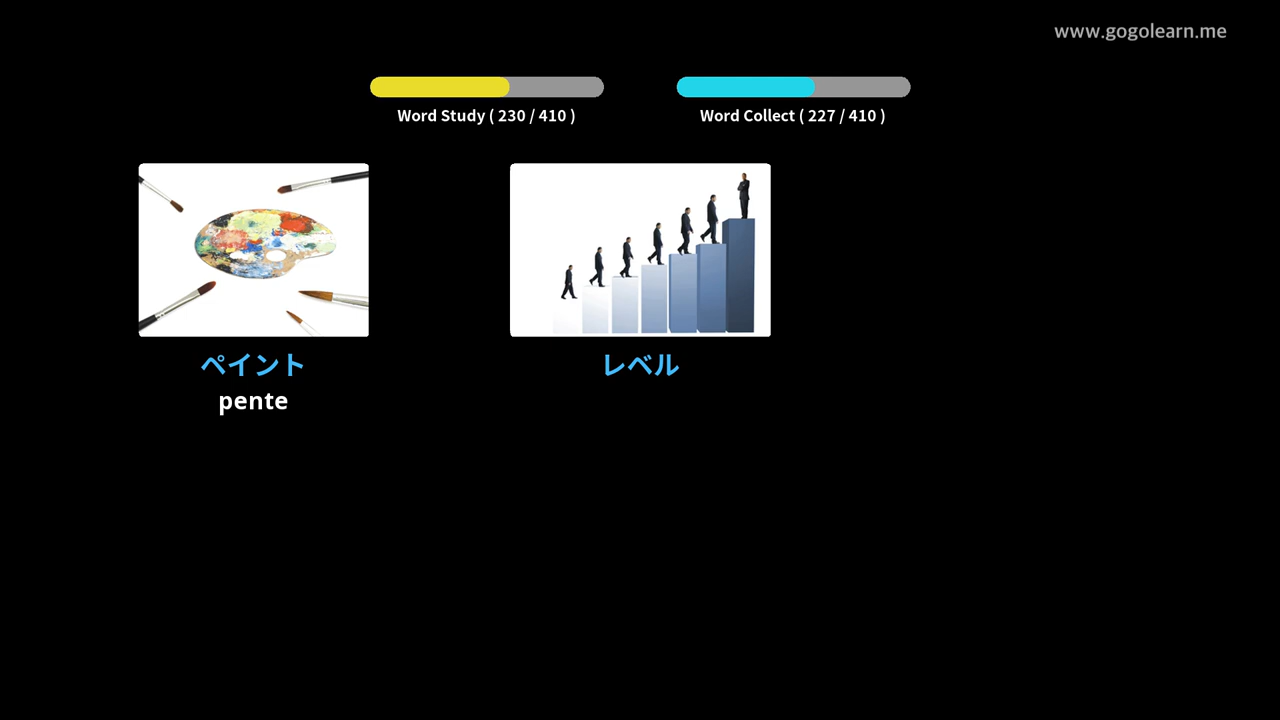 www.gogolearn.me
Word Study ( 230 / 410 )
Word Collect ( 227 / 410 )
ペイント
pente
レベル